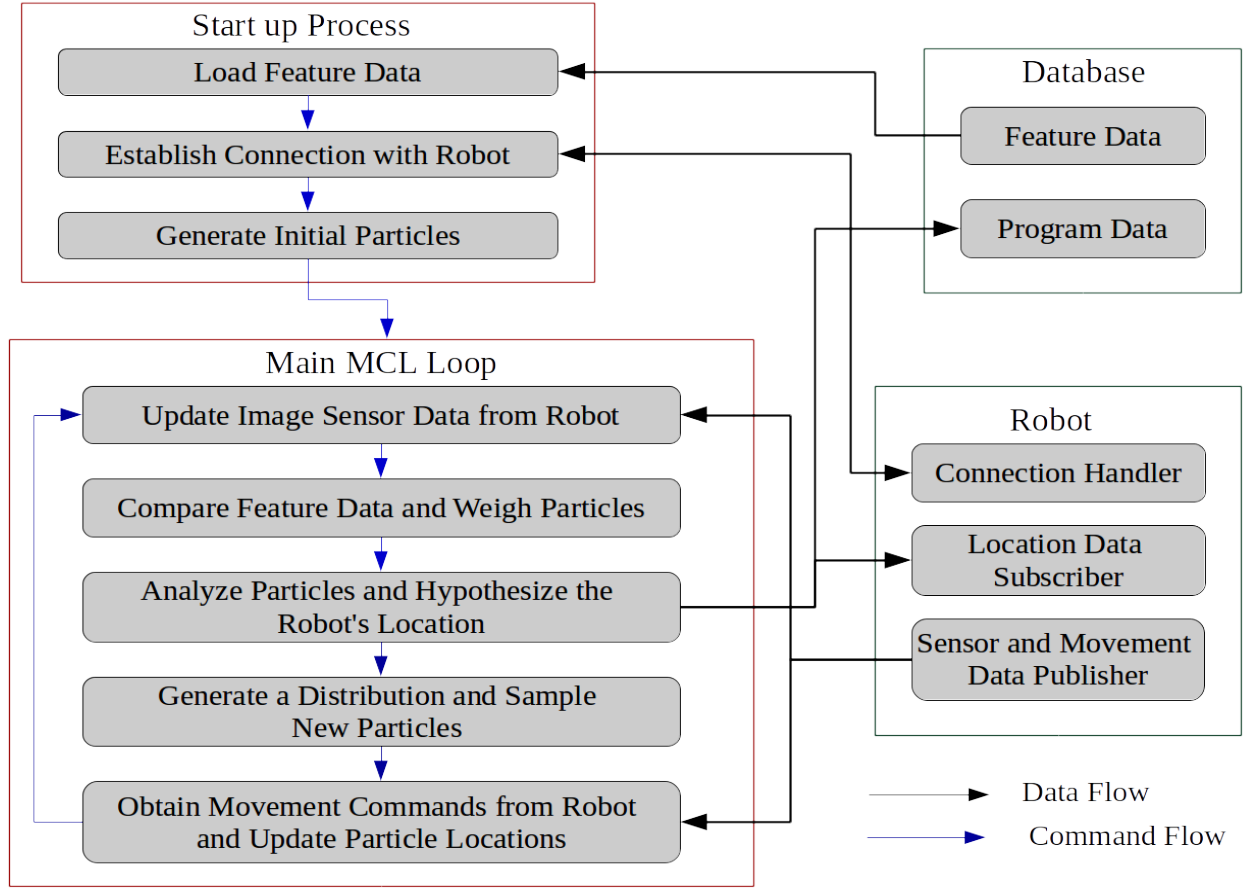 Start up Process
Load Feature Data
Establish Connection with Robot
Generate Initial Particles
Database
Feature Data
Program Data
Main MCL Loop
Update Image Sensor Data from Robot
Compare Feature Data and Weigh Particles
Analyze Particles and Hypothesize the
Robot's Location
Generate a Distribution and Sample
New Particles
Obtain Movement Commands from Robot
and Update Particle Locations
Robot
Connection Handler
Location Data
Subscriber
Sensor and Movement
Data Publisher
Data Flow
Command Flow